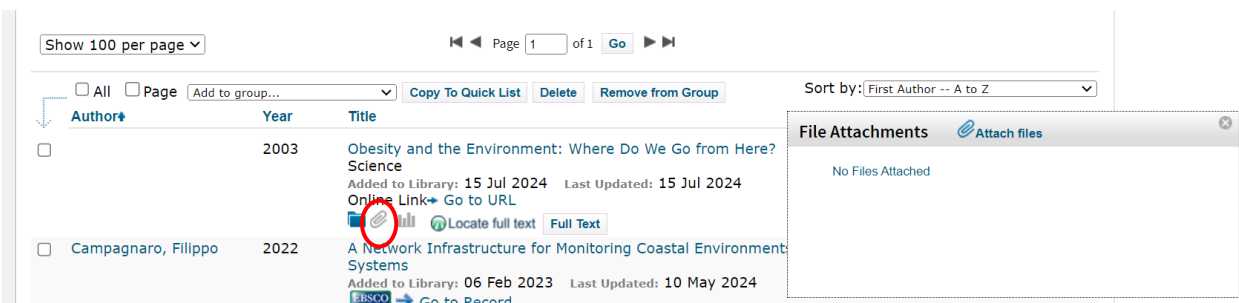 Show 100 per page
Page 1 of 1 Go
All Page Add to group... Copy To Quick List Delete Remove from Group
Sort by: First Author -- A to Z
Author Year Title
2003 Obesity and the Environment: Where Do We Go from Here?
Science
Added to Library: 15 Jul 2024 Last Updated: 15 Jul 2024
Online Link Go to URL
Locate full text Full Text
Campagnaro, Filippo 2022 A Network Infrastructure for Monitoring Coastal Environments
Systems
Added to Library: 06 Feb 2023 Last Updated: 10 May 2024
EBSCO Go to Record
File Attachments Attach files
No Files Attached